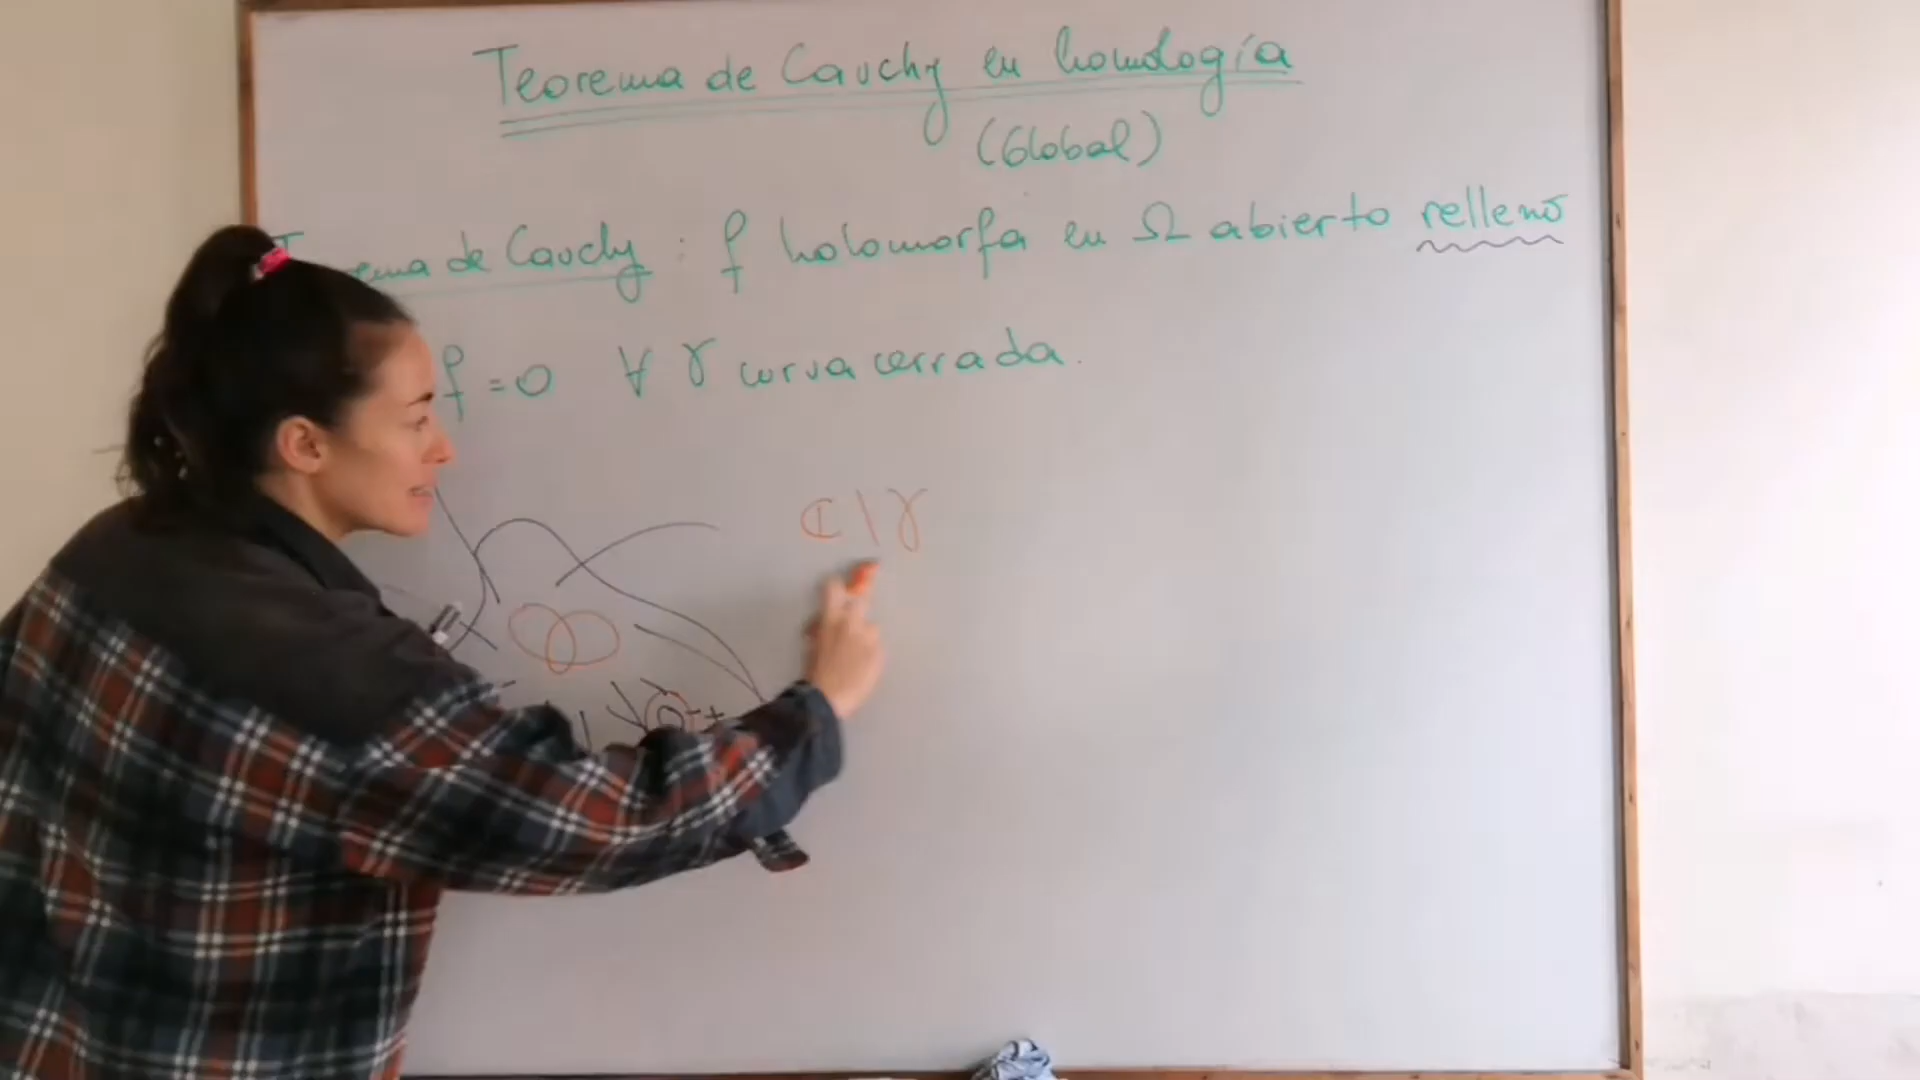 Teorema de Cauchy en homología
(Global)
ema de Cauchy : f holomorfa en Ω abierto relleno
f = 0 ∀ γ curva cerrada.
ℂ \ γ